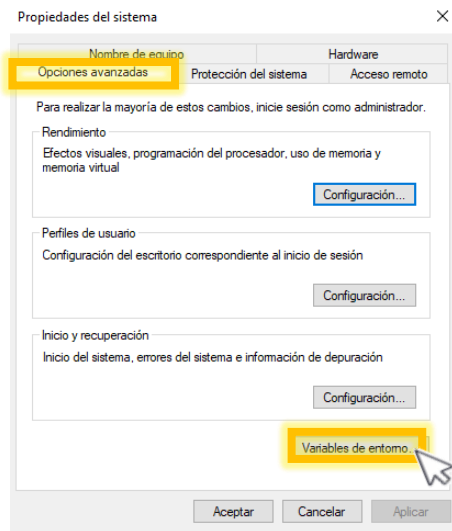 Propiedades del sistema
Nombre de equipo
Hardware
Opciones avanzadas
Protección del sistema
Acceso remoto
Para realizar la mayoría de estos cambios, inicie sesión como administrador.
Rendimiento
Efectos visuales, programación del procesador, uso de memoria y
memoria virtual
Configuración...
Perfiles de usuario
Configuración del escritorio correspondiente al inicio de sesión
Configuración...
Inicio y recuperación
Inicio del sistema, errores del sistema e información de depuración
Configuración...
Variables de entorno.
Aceptar
Cancelar
Aplicar